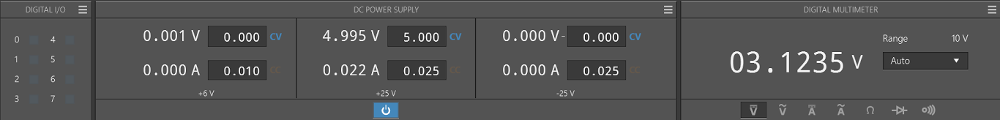 DIGITAL I/O
0 4
1 5
2 6
3 7
DC POWER SUPPLY
0.001 V 0.000 CV
0.000 A 0.010 CC
+6 V
4.995 V 5.000 CV
0.022 A 0.025 CC
+25 V
0.000 V - 0.000 CV
0.000 A 0.025 CC
-25 V
DIGITAL MULTIMETER
03.1235 V
Range 10 V
Auto
V V A A Ω